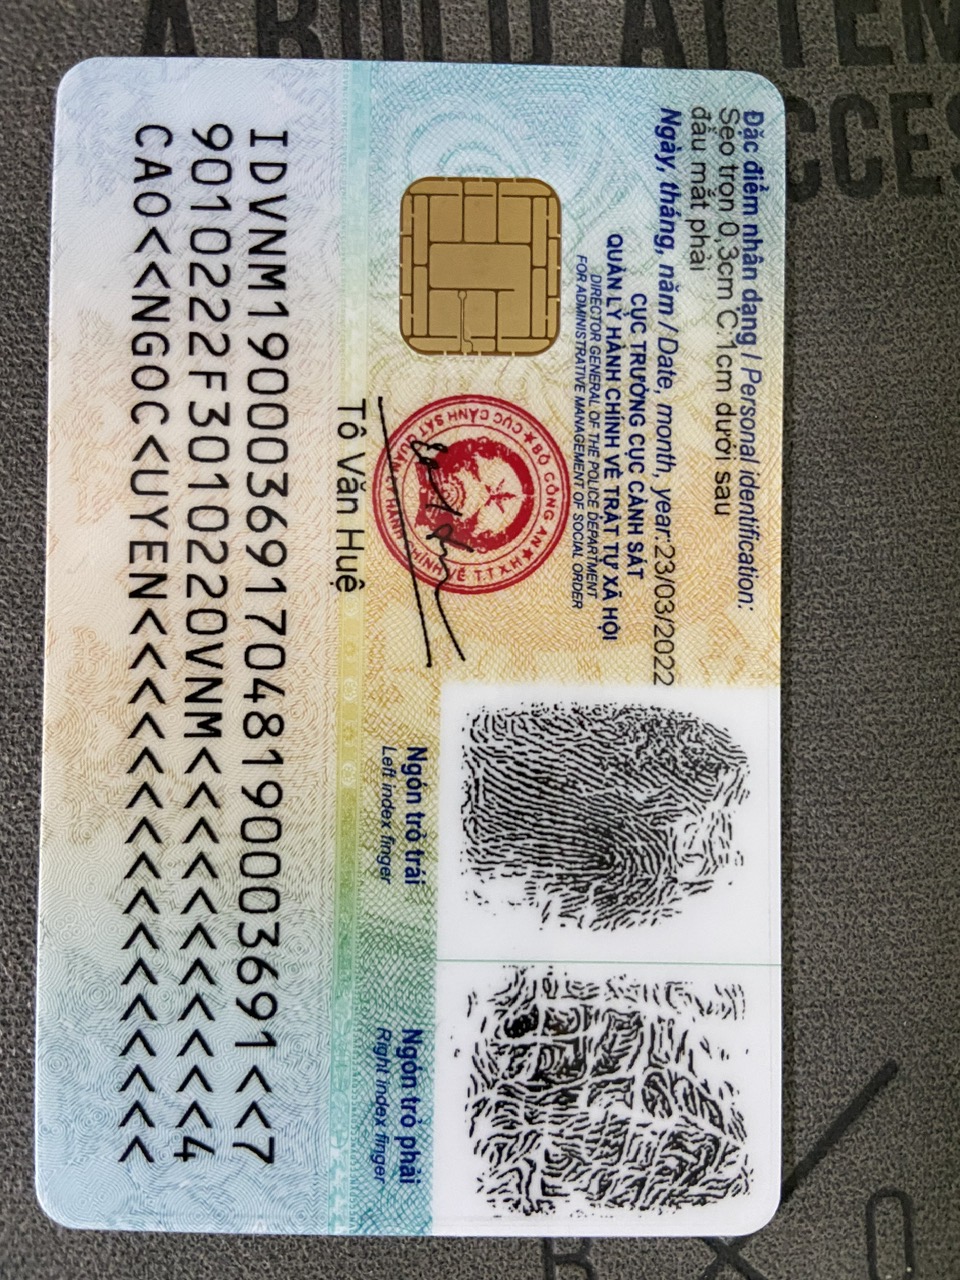 Đặc điểm nhân dạng / Personal identification:
Sẹo tròn 0,3cm C:1cm dưới sau
đầu mắt phải
Ngày, tháng, năm / Date, month, year:23/03/2022
CỤC TRƯỞNG CỤC CẢNH SÁT
QUẢN LÝ HÀNH CHÍNH VỀ TRẬT TỰ XÃ HỘI
DIRECTOR GENERAL OF THE POLICE DEPARTMENT
FOR ADMINISTRATIVE MANAGEMENT OF SOCIAL ORDER
BỘ CÔNG AN
CỤC CẢNH SÁT QUẢN LÝ HÀNH CHÍNH
Tô Văn Huệ
Ngón trỏ trái
Left index finger
Ngón trỏ phải
Right index finger
IDVNM1900036917048190003691<<7
9010222F3010220VNM<<<<<<<<<<<4
CAO<<NGOC<UYEN<<<<<<<<<<<<<<<<